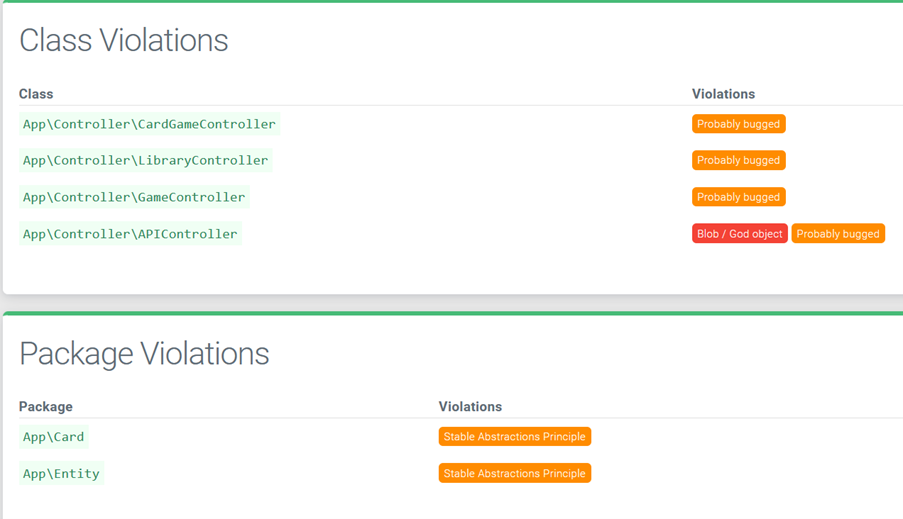 Class Violations
Class Violations
App\Controller\CardGameController Probably bugged
App\Controller\LibraryController Probably bugged
App\Controller\GameController Probably bugged
App\Controller\APIController Blob / God object Probably bugged
Package Violations
Package Violations
App\Card Stable Abstractions Principle
App\Entity Stable Abstractions Principle